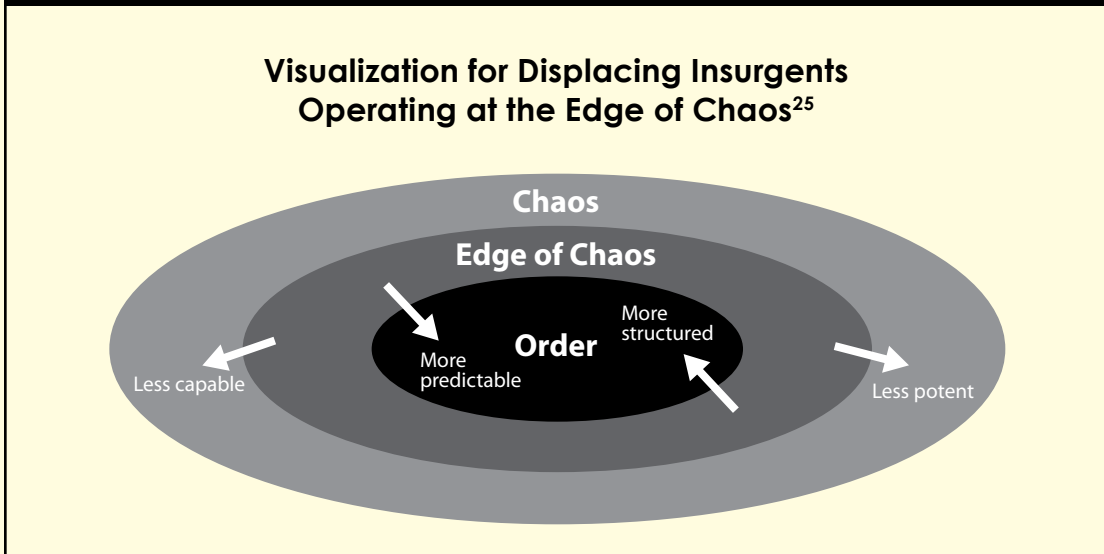 Visualization for Displacing Insurgents
Operating at the Edge of Chaos25
Chaos
Edge of Chaos
More
structured
Order
More
predictable
Less capable
Less potent